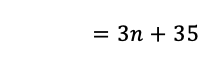 = 3n + 35